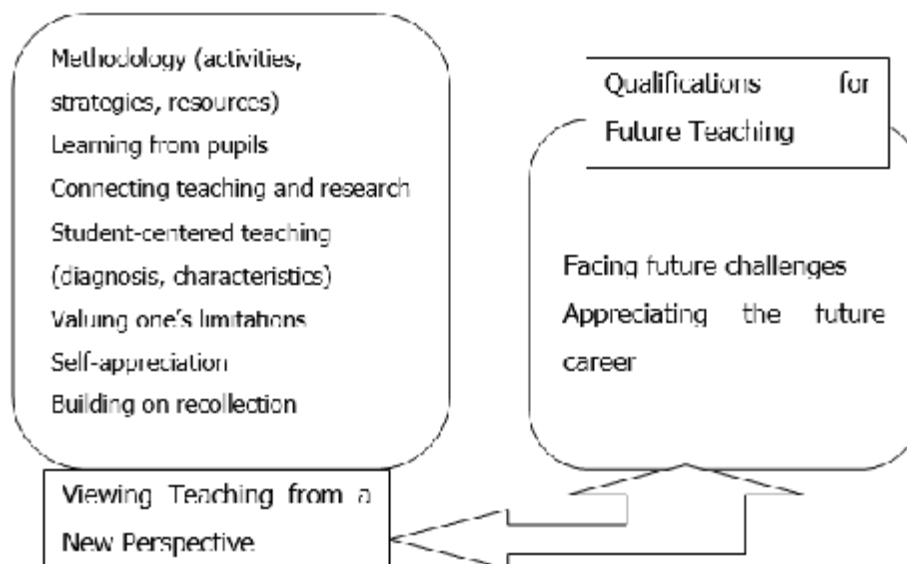 Methodology (activities,
strategies, resources)
Learning from pupils
Connecting teaching and research
Student-centered teaching
(diagnosis, characteristics)
Valuing one's limitations
Self-appreciation
Building on recollection
Viewing Teaching from a
New Perspective
Qualifications for
Future Teaching
Facing future challenges
Appreciating the future
career